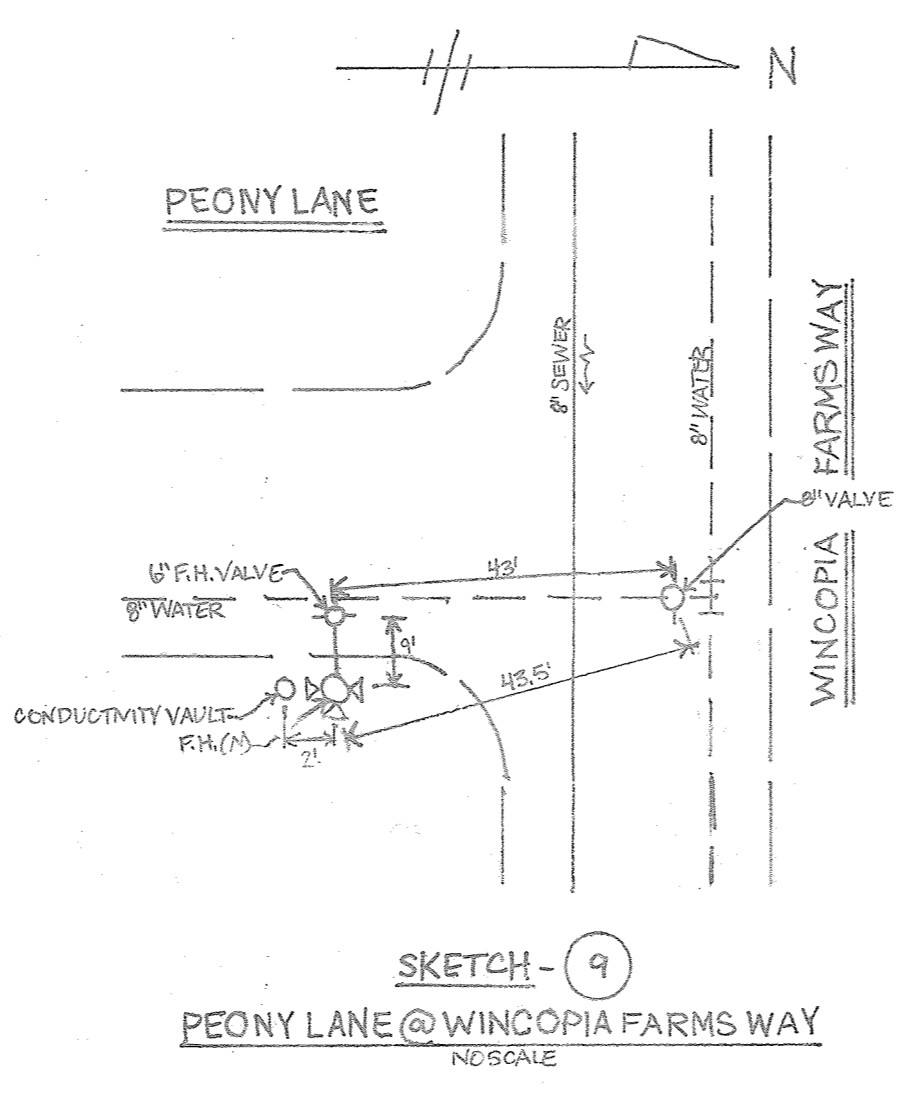 N
PEONY LANE
8" SEWER
8" WATER
WINCOPIA FARMS WAY
8" VALVE
6" F.H. VALVE
43'
8" WATER
9'
43.5'
CONDUCTIVITY VAULT
F.H. (N)
2'
SKETCH - 9
PEONY LANE @ WINCOPIA FARMS WAY
NO SCALE